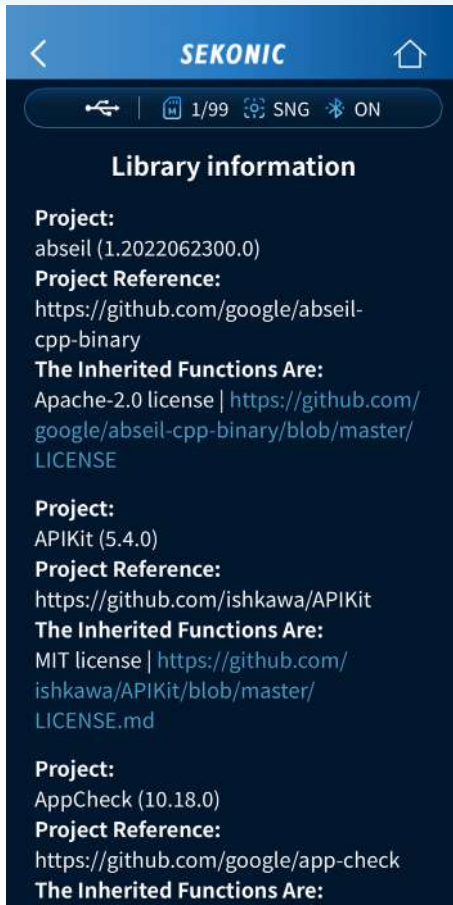 SEKONIC
1/99 SNG ON
Library information
Project:
abseil (1.2022062300.0)
Project Reference:
https://github.com/google/abseil-
cpp-binary
The Inherited Functions Are:
Apache-2.0 license | https://github.com/
google/abseil-cpp-binary/blob/master/
LICENSE
Project:
APIKit (5.4.0)
Project Reference:
https://github.com/ishkawa/APIKit
The Inherited Functions Are:
MIT license | https://github.com/
ishkawa/APIKit/blob/master/
LICENSE.md
Project:
AppCheck (10.18.0)
Project Reference:
https://github.com/google/app-check
The Inherited Functions Are: